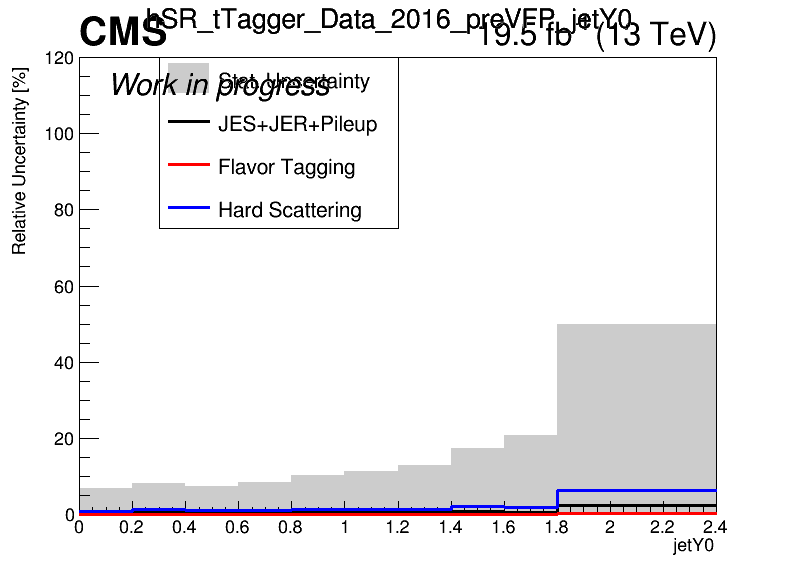 hSR_tTagger_Data_2016_preVFP_jetY0
CMS
19.5 fb⁻¹ (13 TeV)
Work in progress
Stat. Uncertainty
JES+JER+Pileup
Flavor Tagging
Hard Scattering
Relative Uncertainty [%]
120
100
80
60
40
20
0
0 0.2 0.4 0.6 0.8 1 1.2 1.4 1.6 1.8 2 2.2 2.4
jetY0